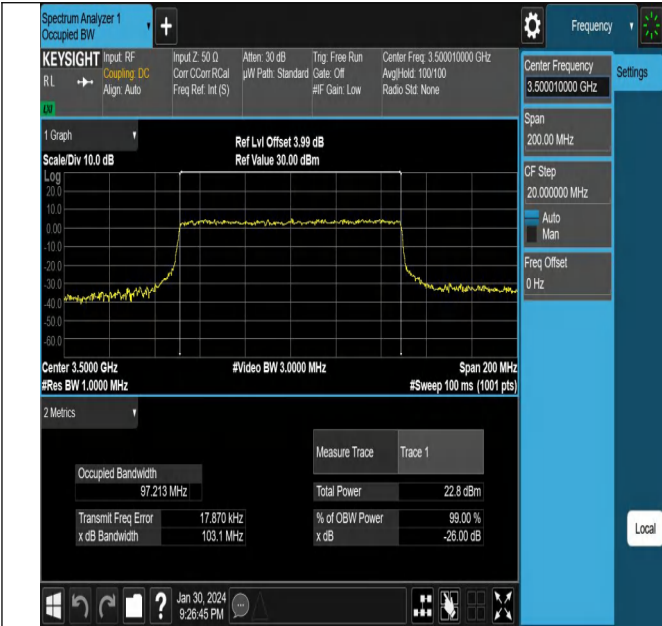 Spectrum Analyzer 1
Occupied BW
+
Frequency
KEYSIGHT
RL
LXI
Input: RF
Coupling: DC
Align: Auto
Input Z: 50 Ω
Corr CCorr RCal
Freq Ref: Int (S)
Atten: 30 dB
µW Path: Standard
Trig: Free Run
Gate: Off
#IF Gain: Low
Center Freq: 3.500010000 GHz
Avg|Hold: 100/100
Radio Std: None
Center Frequency
3.500010000 GHz
Settings
Span
200.00 MHz
CF Step
20.000000 MHz
Auto
Man
Freq Offset
0 Hz
1 Graph
Scale/Div 10.0 dB
Ref Lvl Offset 3.99 dB
Ref Value 30.00 dBm
Log
20.0
10.0
0.00
-10.0
-20.0
-30.0
-40.0
-50.0
-60.0
Center 3.5000 GHz
#Res BW 1.0000 MHz
#Video BW 3.0000 MHz
Span 200 MHz
#Sweep 100 ms (1001 pts)
2 Metrics
Measure Trace Trace 1
Occupied Bandwidth
97.213 MHz
Total Power 22.8 dBm
Transmit Freq Error 17.870 kHz
% of OBW Power 99.00 %
x dB Bandwidth 103.1 MHz
x dB -26.00 dB
Local
?
Jan 30, 2024
9:26:45 PM